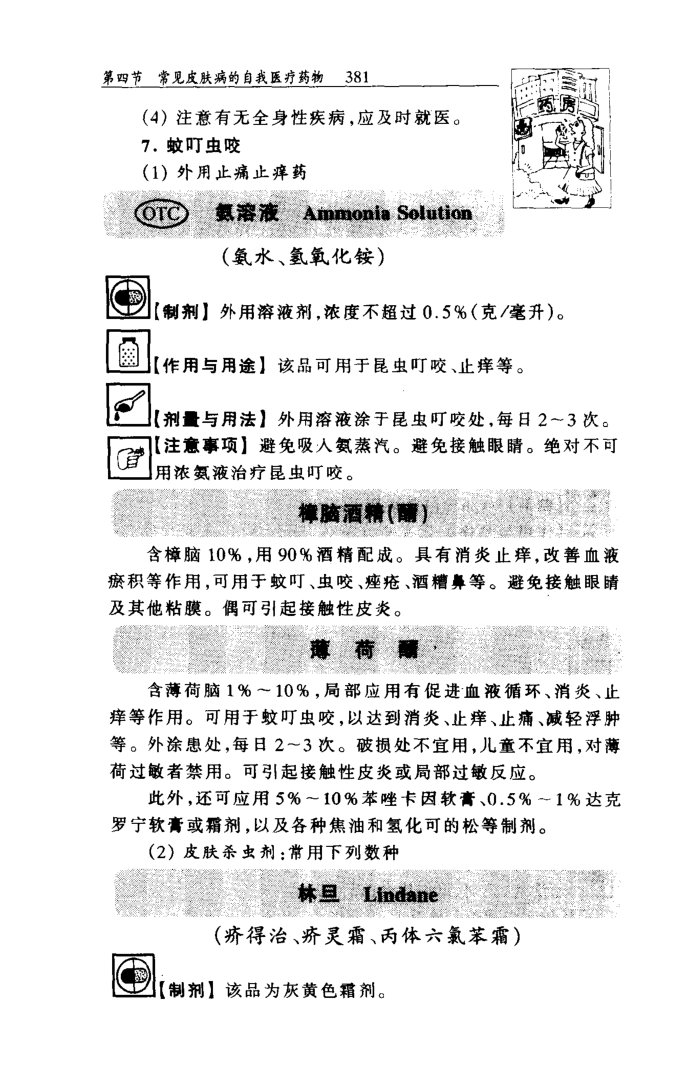 第四节 常见皮肤病的自我医疗药物 381
药房
(4) 注意有无全身性疾病,应及时就医。
7. 蚊叮虫咬
(1) 外用止痛止痒药
OTC 氨溶液 Ammonia Solution
(氨水、氢氧化铵)
【制剂】外用溶液剂,浓度不超过0.5%(克/毫升)。
【作用与用途】该品可用于昆虫叮咬、止痒等。
【剂量与用法】外用溶液涂于昆虫叮咬处,每日2~3次。
【注意事项】避免吸入氨蒸汽。避免接触眼睛。绝对不可
用浓氨液治疗昆虫叮咬。
樟脑酒精(醑)
含樟脑10%,用90%酒精配成。具有消炎止痒,改善血液
瘀积等作用,可用于蚊叮、虫咬、痤疮、酒糟鼻等。避免接触眼睛
及其他粘膜。偶可引起接触性皮炎。
薄荷醑
含薄荷脑1%~10%,局部应用有促进血液循环、消炎、止
痒等作用。可用于蚊叮虫咬,以达到消炎、止痒、止痛、减轻浮肿
等。外涂患处,每日2~3次。破损处不宜用,儿童不宜用,对薄
荷过敏者禁用。可引起接触性皮炎或局部过敏反应。
此外,还可应用5%~10%苯唑卡因软膏、0.5%~1%达克
罗宁软膏或霜剂,以及各种焦油和氢化可的松等制剂。
(2) 皮肤杀虫剂:常用下列数种
林旦 Lindane
(疥得治、疥灵霜、丙体六氯苯霜)
【制剂】该品为灰黄色霜剂。